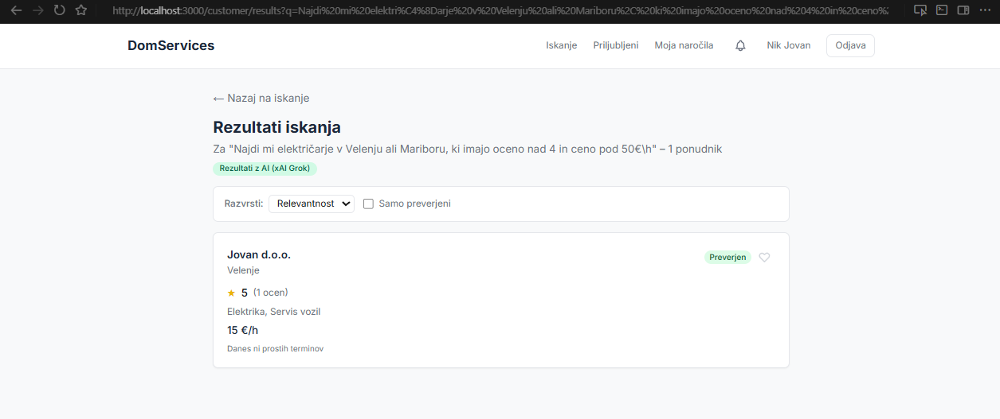 http://localhost:3000/customer/results?q=Najdi%20mi%20elektri%C4%8Darje%20v%20Velenju%20ali%20Mariboru%2C%20ki%20imajo%20oceno%20nad%204%20in%20ceno%2
DomServices
Iskanje Priljubljeni Moja naročila Nik Jovan Odjava
← Nazaj na iskanje
Rezultati iskanja
Za "Najdi mi električarje v Velenju ali Mariboru, ki imajo oceno nad 4 in ceno pod 50€\h" – 1 ponudnik
Rezultati z AI (xAI Grok)
Razvrsti: Relevantnost Samo preverjeni
Jovan d.o.o. Preverjen
Velenje
★ 5 (1 ocen)
Elektrika, Servis vozil
15 €/h
Danes ni prostih terminov